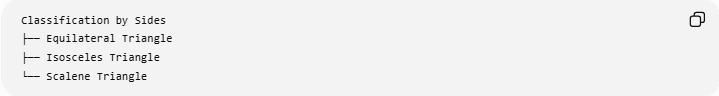 Classification by Sides
├── Equilateral Triangle
├── Isosceles Triangle
└── Scalene Triangle